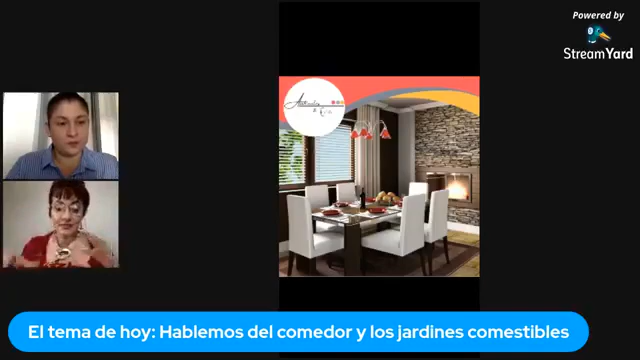 Powered by
StreamYard
El tema de hoy: Hablemos del comedor y los jardines comestibles